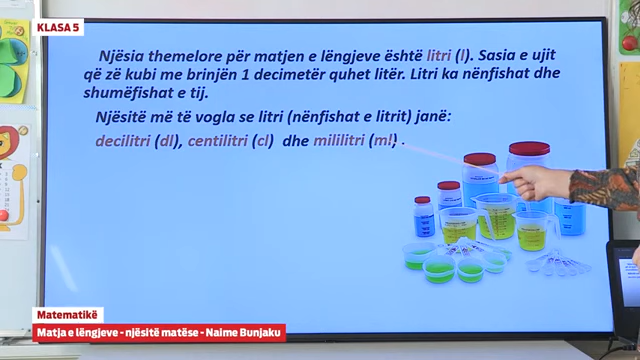 KLASA 5
Njësia themelore për matjen e lëngjeve është litri (l). Sasia e ujit
që zë kubi me brinjën 1 decimetër quhet litër. Litri ka nënfishat dhe
shumëfishat e tij.
Njësitë më të vogla se litri (nënfishat e litrit) janë:
decilitri (dl), centilitri (cl) dhe mililitri (ml) .
Matematikë
Matja e lëngjeve - njësitë matëse - Naime Bunjaku